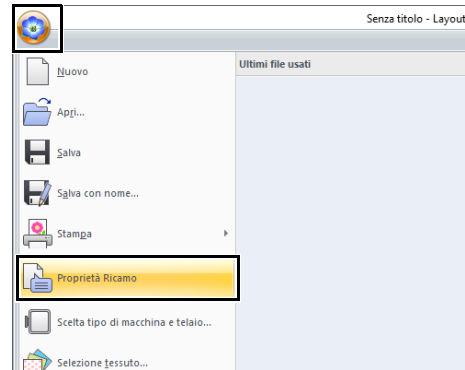 Senza titolo - Layout
Ultimi file usati
Nuovo
Apri...
Salva
Salva con nome...
Stampa
Proprietà Ricamo
Scelta tipo di macchina e telaio...
Selezione tessuto...